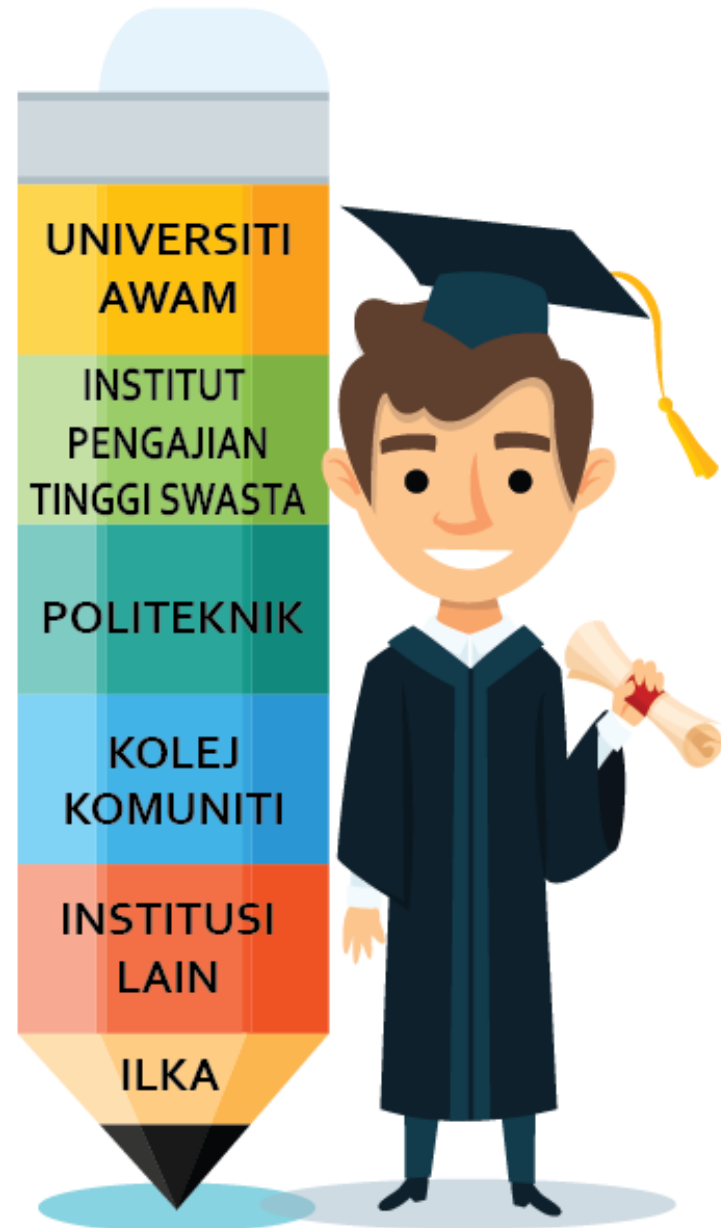 UNIVERSITI
AWAM
INSTITUT
PENGAJIAN
TINGGI SWASTA
POLITEKNIK
KOLEJ
KOMUNITI
INSTITUSI
LAIN
ILKA